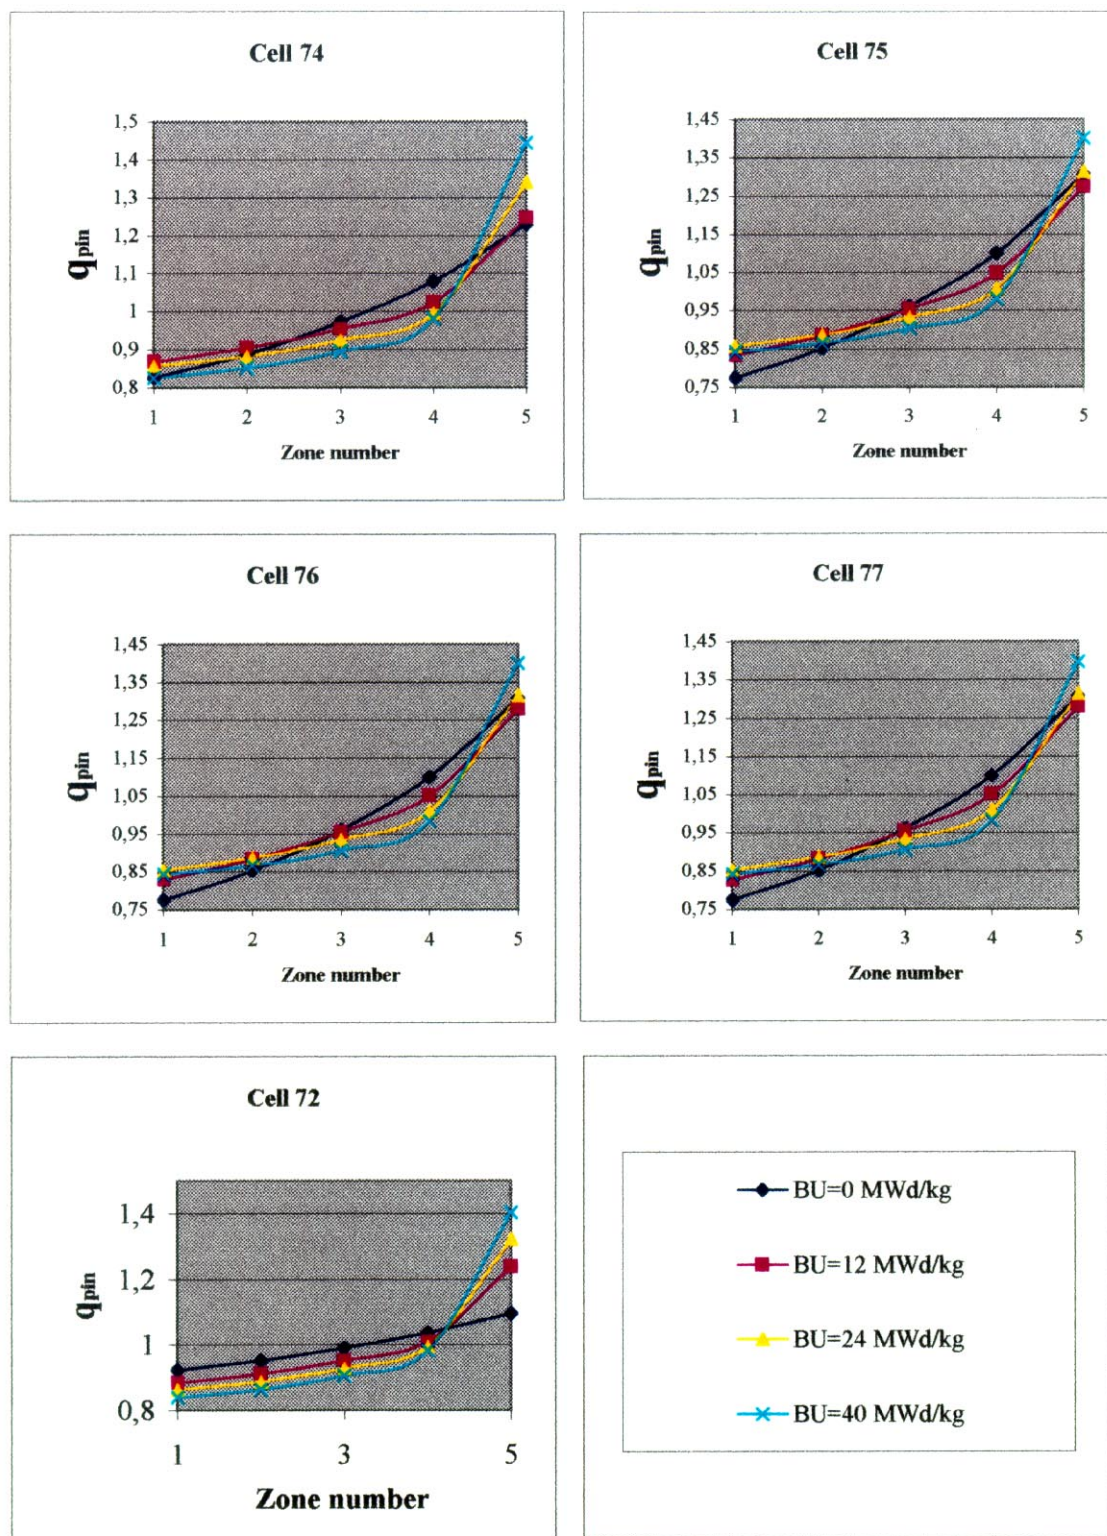 Cell 74
1,5
1,4
1,3
1,2
1,1
1
0,9
0,8
q_pin
1 2 3 4 5
Zone number
Cell 75
1,45
1,35
1,25
1,15
1,05
0,95
0,85
0,75
q_pin
1 2 3 4 5
Zone number
Cell 76
1,45
1,35
1,25
1,15
1,05
0,95
0,85
0,75
q_pin
1 2 3 4 5
Zone number
Cell 77
1,45
1,35
1,25
1,15
1,05
0,95
0,85
0,75
q_pin
1 2 3 4 5
Zone number
Cell 72
1,4
1,2
1
0,8
q_pin
1 3 5
Zone number
BU=0 MWd/kg
BU=12 MWd/kg
BU=24 MWd/kg
BU=40 MWd/kg